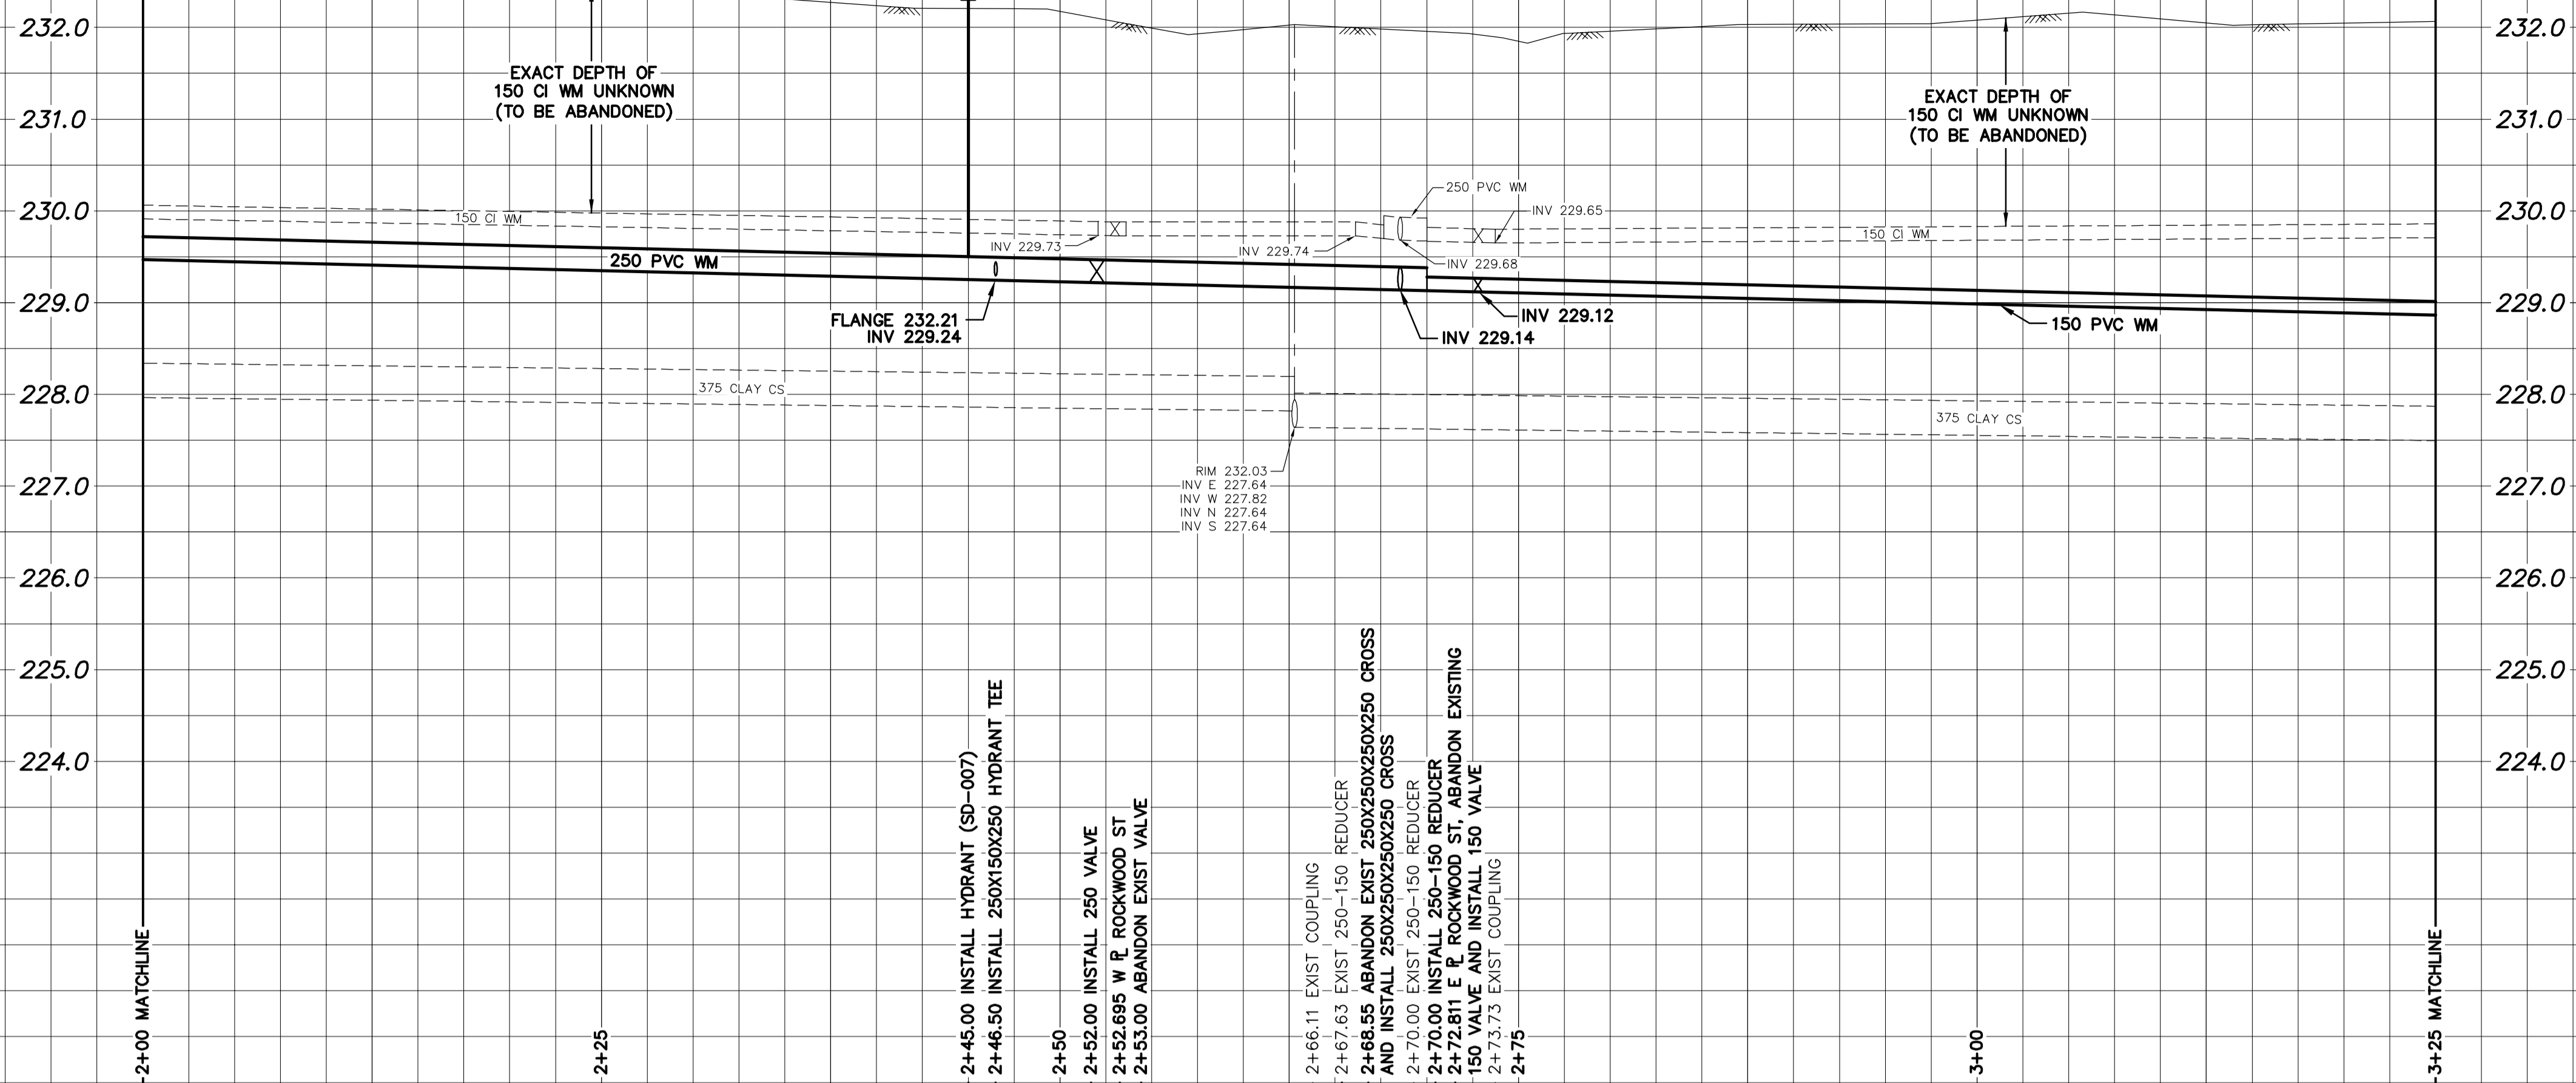 232.0
232.0
EXACT DEPTH OF
150 CI WM UNKNOWN
(TO BE ABANDONED)
EXACT DEPTH OF
150 CI WM UNKNOWN
(TO BE ABANDONED)
231.0
231.0
250 PVC WM
230.0
INV 229.65
230.0
150 CI WM
150 CI WM
INV 229.73
INV 229.74
INV 229.68
250 PVC WM
229.0
229.0
FLANGE 232.21
INV 229.24
INV 229.12
INV 229.14
150 PVC WM
375 CLAY CS
228.0
228.0
375 CLAY CS
RIM 232.03
INV E 227.64
INV W 227.82
INV N 227.64
INV S 227.64
227.0
227.0
226.0
226.0
225.0
225.0
224.0
224.0
2+00 MATCHLINE
2+25
2+45.00 INSTALL HYDRANT (SD-007)
2+46.50 INSTALL 250X150X250 HYDRANT TEE
2+50
2+52.00 INSTALL 250 VALVE
2+52.695 W PL ROCKWOOD ST
2+53.00 ABANDON EXIST VALVE
2+66.11 EXIST COUPLING
2+67.63 EXIST 250-150 REDUCER
2+68.55 ABANDON EXIST 250X250X250X250 CROSS
AND INSTALL 250X250X250X250 CROSS
2+70.00 EXIST 250-150 REDUCER
2+70.00 INSTALL 250-150 REDUCER
2+72.811 E PL ROCKWOOD ST, ABANDON EXISTING
150 VALVE AND INSTALL 150 VALVE
2+73.73 EXIST COUPLING
2+75
3+00
3+25 MATCHLINE